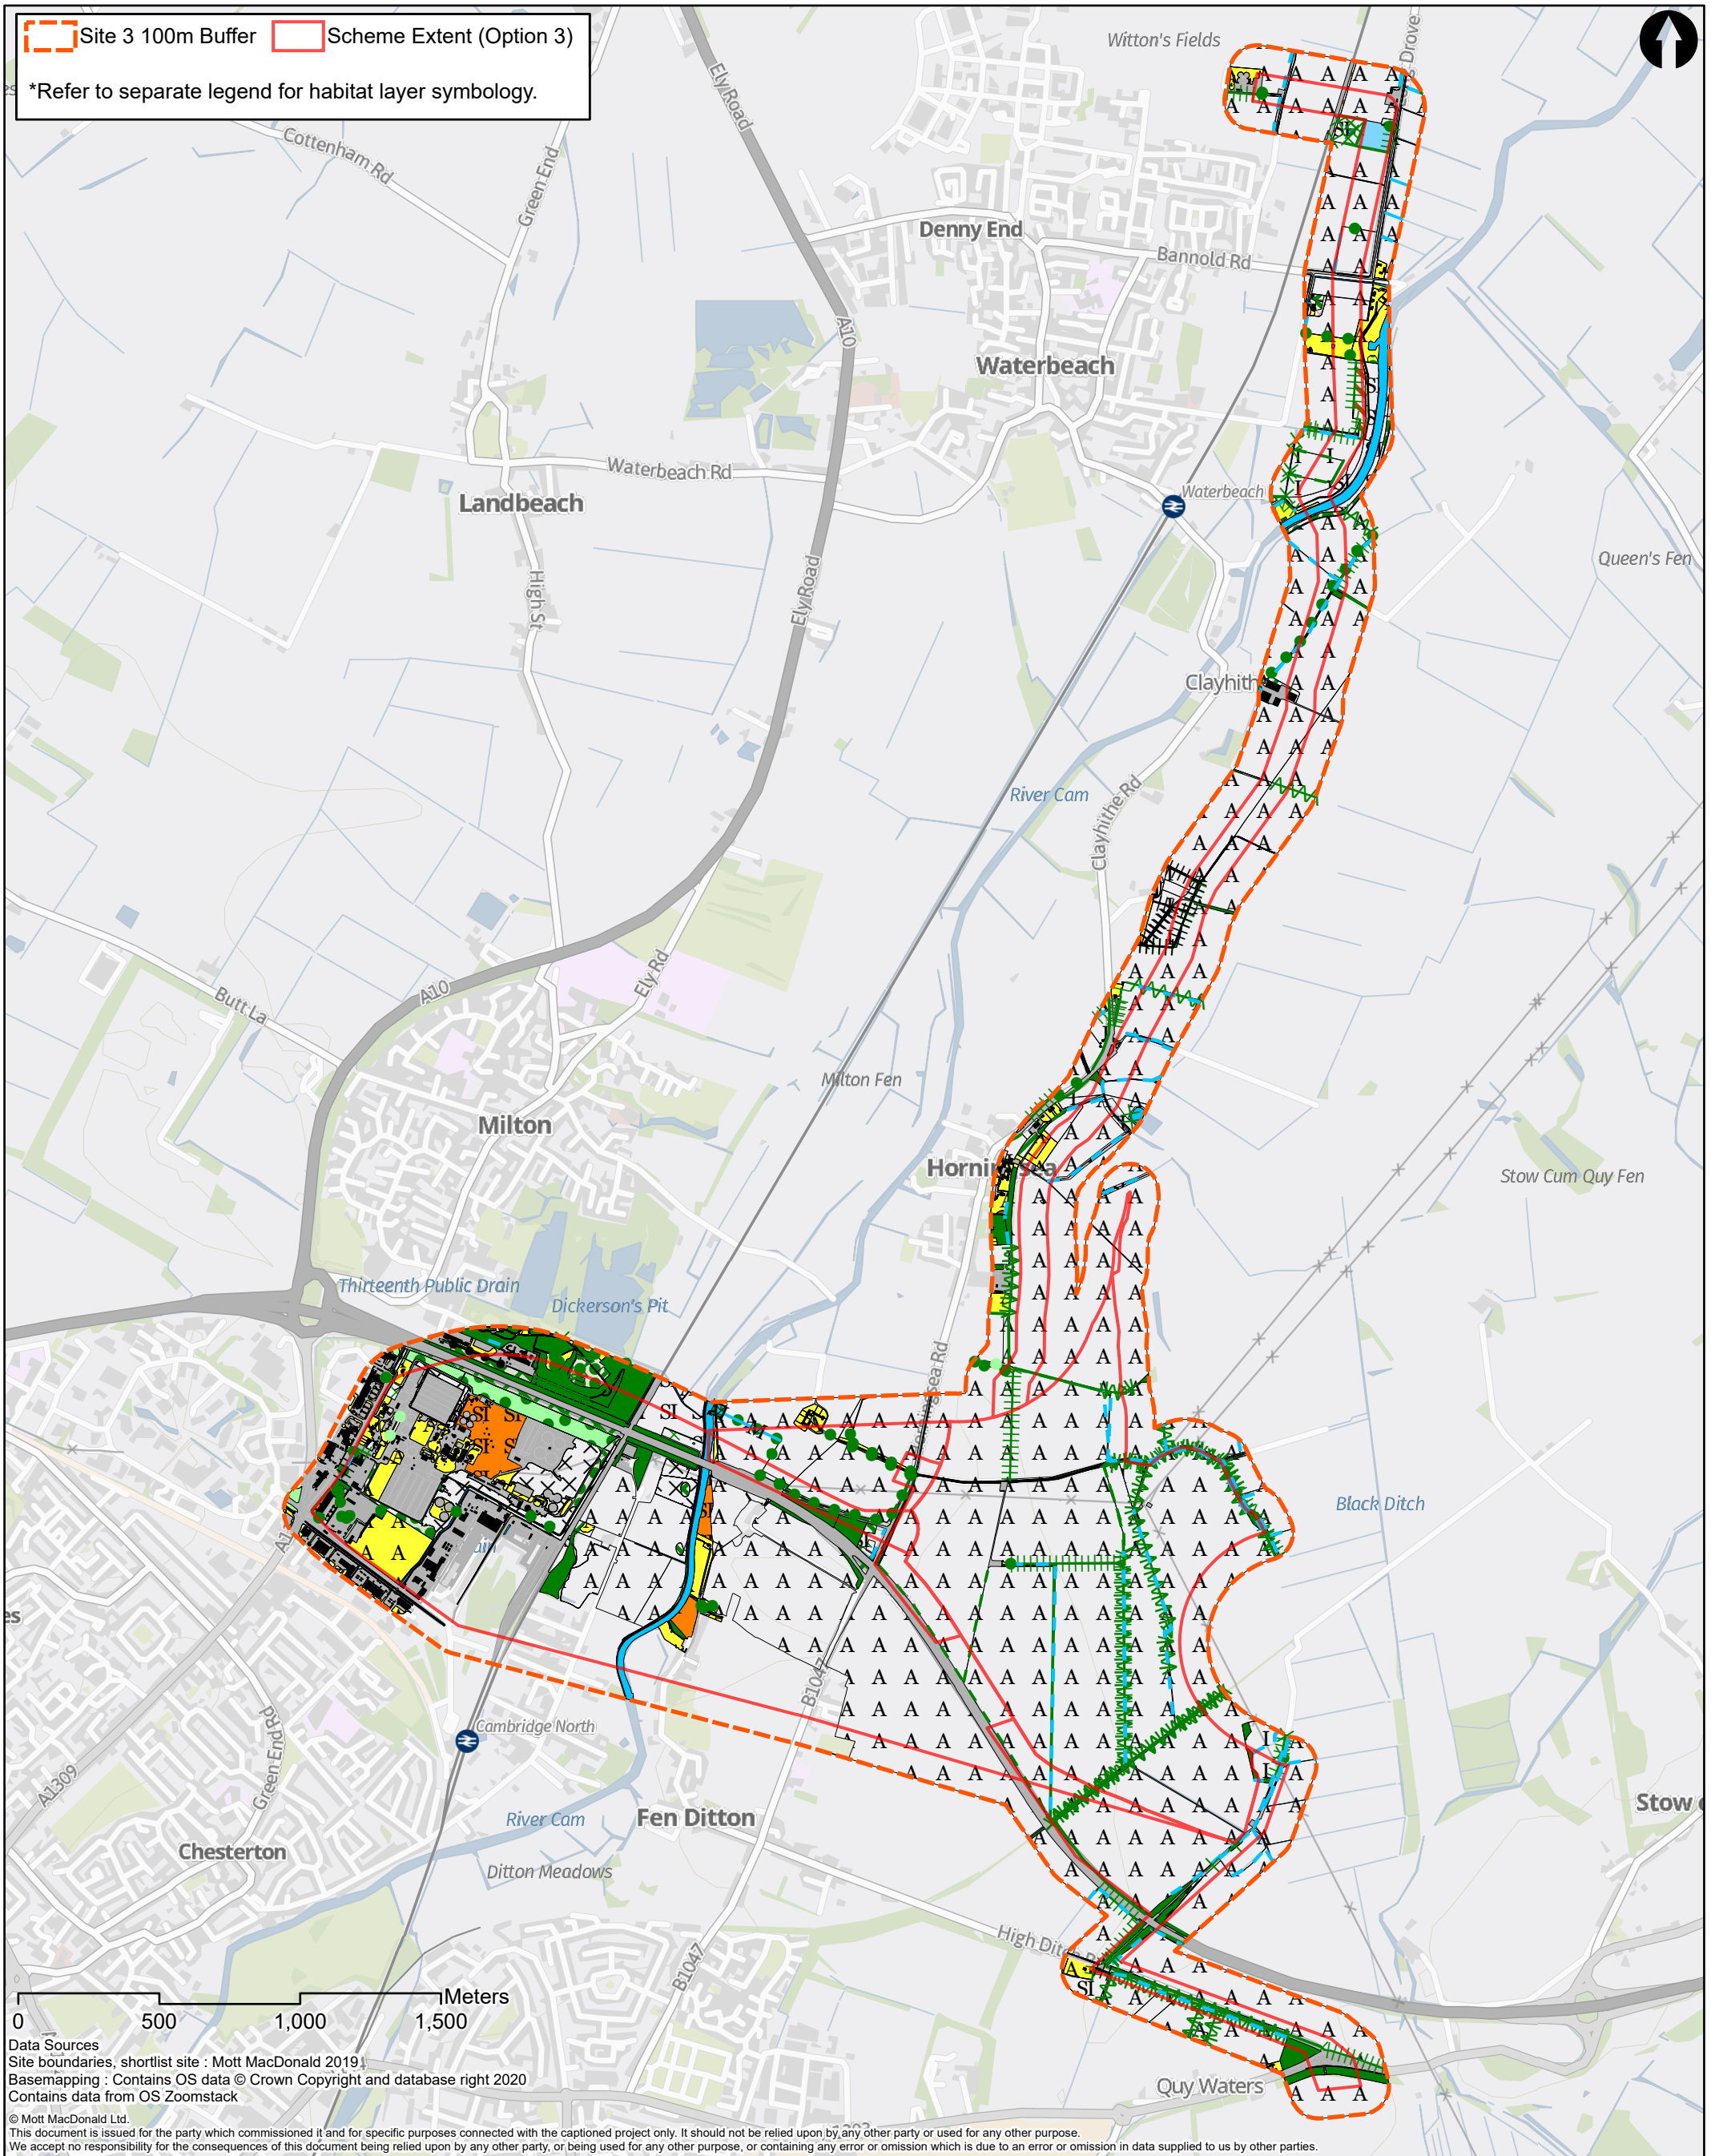 Site 3 100m Buffer
Scheme Extent (Option 3)
*Refer to separate legend for habitat layer symbology.
Witton's Fields
Drove
Ely Road
Cottenham Rd
Green End
Denny End
Bannold Rd
A10
Waterbeach
Waterbeach Rd
Landbeach
Waterbeach
High St
Ely Road
Queen's Fen
Clayhith
River Cam
Clayhithe Rd
Ely Rd
A10
Butt La
Milton Fen
Milton
Stow Cum Quy Fen
Thirteenth Public Drain
Dickerson's Pit
SI
SI
SI
Black Ditch
B1047
Cambridge North
Green End Rd
A1309
River Cam
Fen Ditton
Stow
Chesterton
Ditton Meadows
High Ditch
B1047
SI
Quy Waters
Meters
0 500 1,000 1,500
Data Sources
Site boundaries, shortlist site : Mott MacDonald 2019
Basemapping : Contains OS data © Crown Copyright and database right 2020
Contains data from OS Zoomstack
© Mott MacDonald Ltd.
This document is issued for the party which commissioned it and for specific purposes connected with the captioned project only. It should not be relied upon by any other party or used for any other purpose.
We accept no responsibility for the consequences of this document being relied upon by any other party, or being used for any other purpose, or containing any error or omission which is due to an error or omission in data supplied to us by other parties.